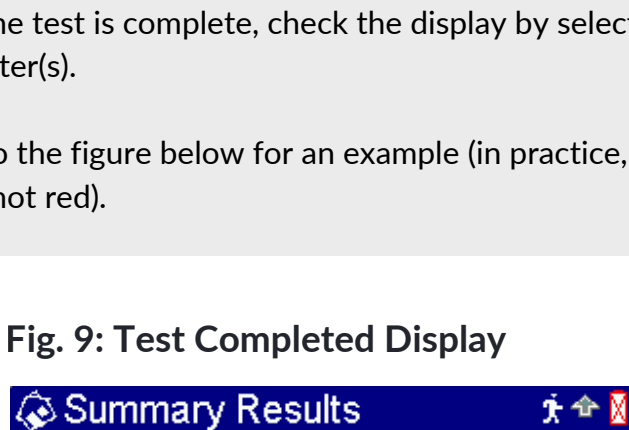 ne test is complete, check the display by selec
ter(s).
o the figure below for an example (in practice,
not red).
Fig. 9: Test Completed Display
Summary Results